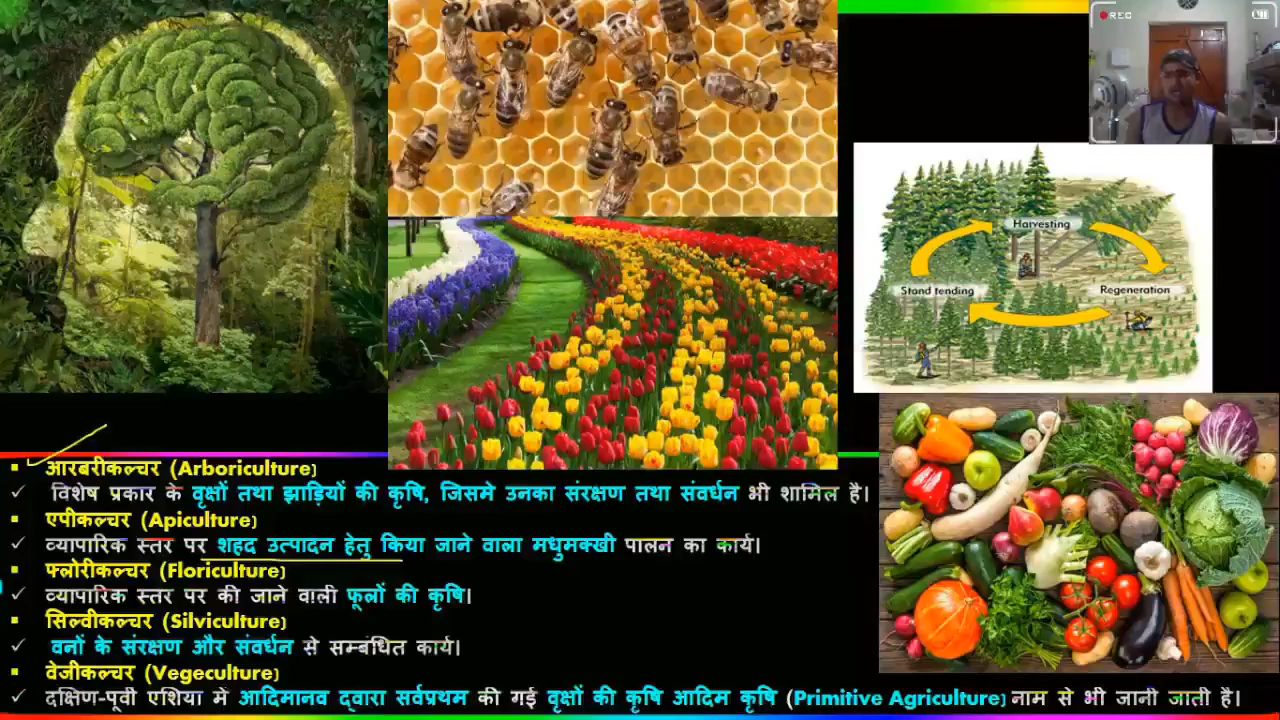 REC
Harvesting
Stand tending
Regeneration
▪ आरबरीकल्चर (Arboriculture)
✓ विशेष प्रकार के वृक्षों तथा झाड़ियों की कृषि, जिसमे उनका संरक्षण तथा संवर्धन भी शामिल है।
▪ एपीकल्चर (Apiculture)
✓ व्यापारिक स्तर पर शहद उत्पादन हेतु किया जाने वाला मधुमक्खी पालन का कार्य।
▪ फ्लोरीकल्चर (Floriculture)
✓ व्यापारिक स्तर पर की जाने वाली फूलों की कृषि।
▪ सिल्वीकल्चर (Silviculture)
✓ वनों के संरक्षण और संवर्धन से सम्बंधित कार्य।
▪ वेजीकल्चर (Vegeculture)
✓ दक्षिण-पूर्वी एशिया में आदिमानव द्वारा सर्वप्रथम की गई वृक्षों की कृषि आदिम कृषि (Primitive Agriculture) नाम से भी जानी जाती है।